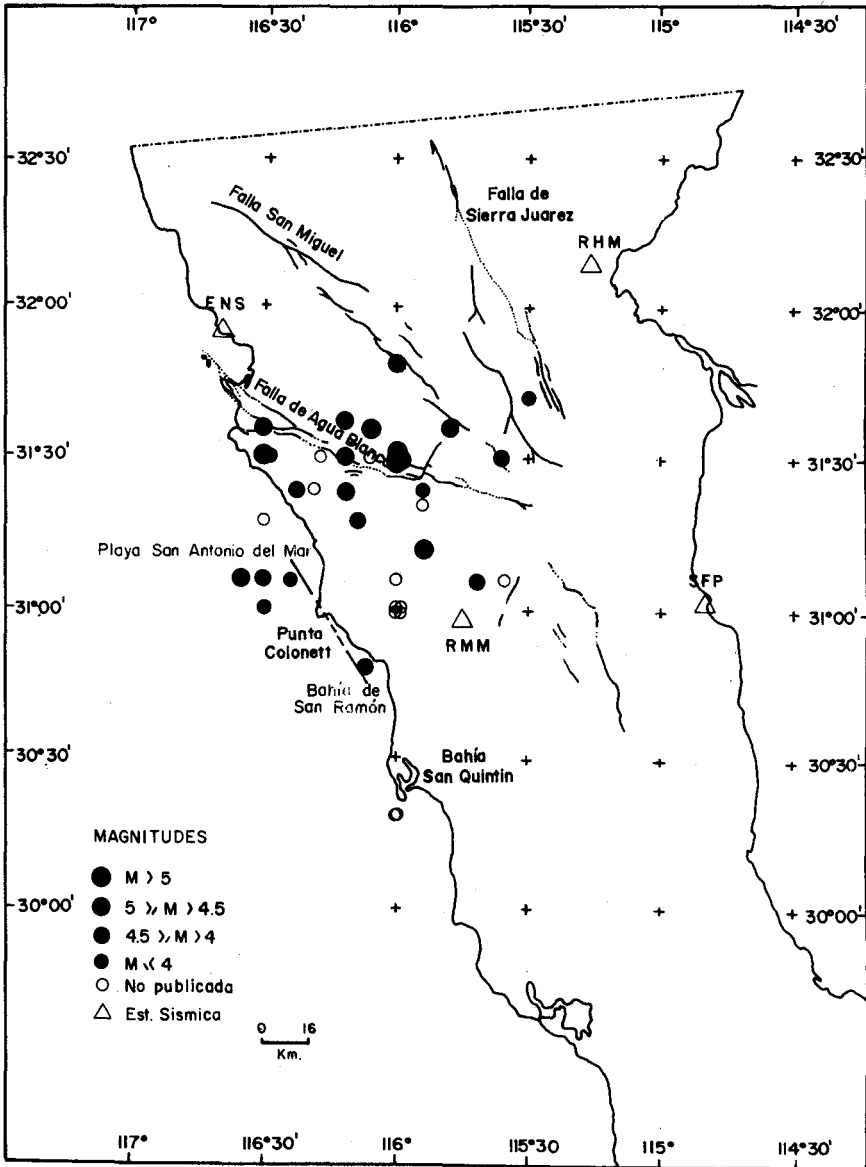 117° 116°30' 116° 115°30' 115° 114°30'
32°30' 32°30'
Falla San Miguel
Falla de
Sierra Juarez
RHM
32°00' 32°00'
ENS
Falla de Agua Blanca
31°30' 31°30'
Playa San Antonio del Mar
31°00' 31°00'
SFP
Punta
Colonett
RMM
Bahía de
San Ramón
30°30' 30°30'
Bahía
San Quintin
MAGNITUDES
M > 5
5 ≥ M > 4.5
4.5 ≥ M > 4
M ≤ 4
No publicada
Est. Sísmica
30°00' 30°00'
0 16
Km.
117° 116°30' 116° 115°30' 115° 114°30'